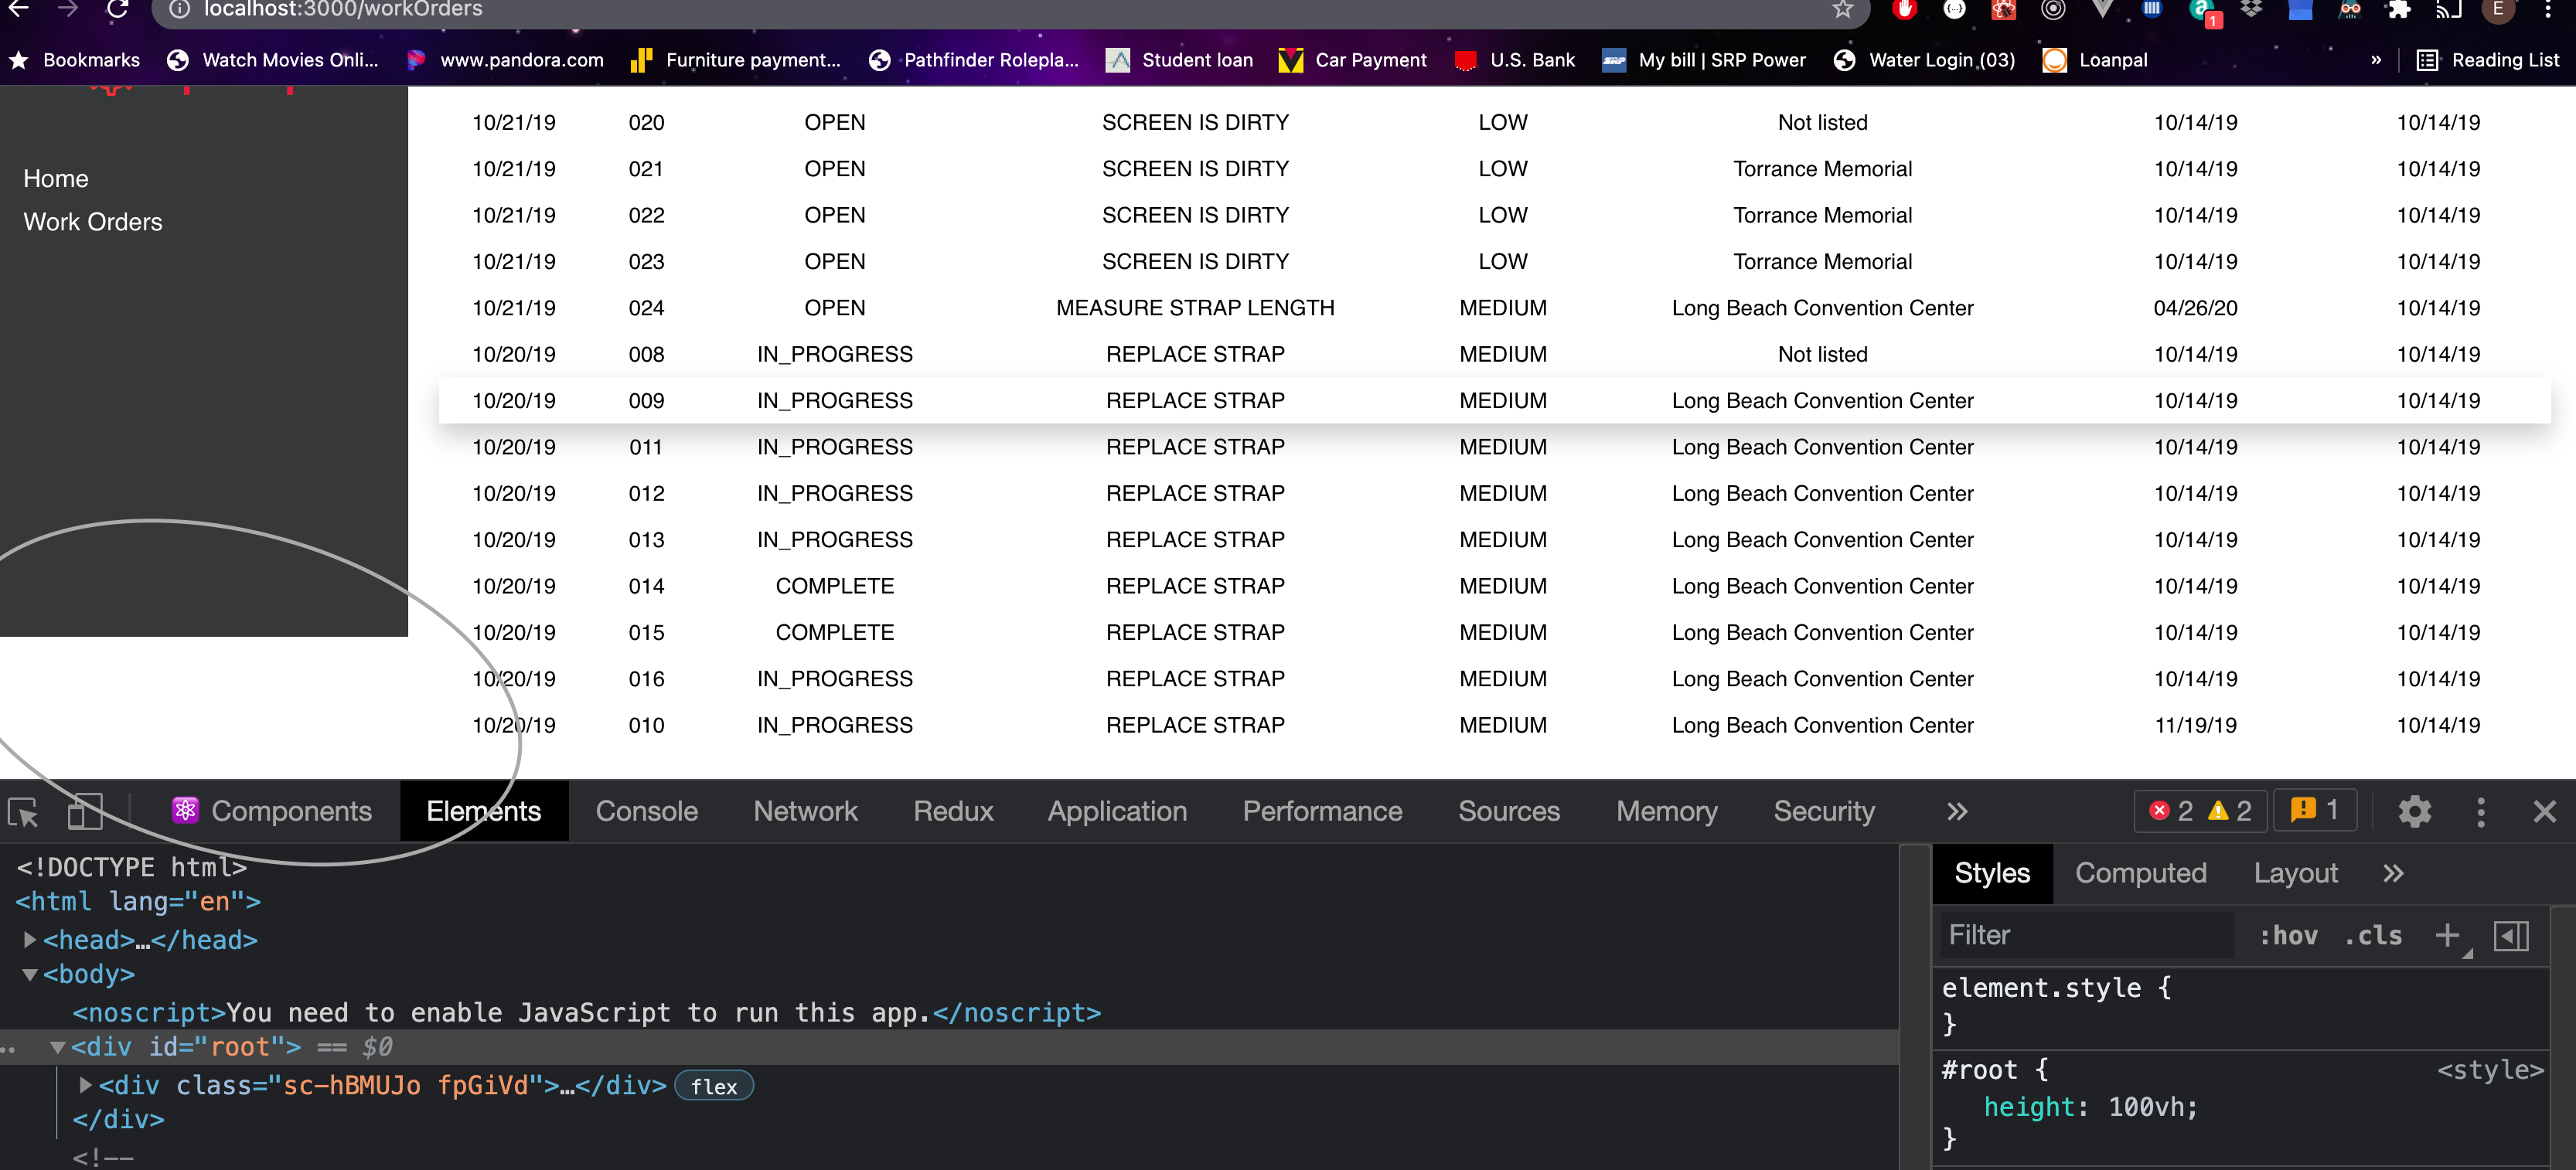 localhost:3000/workOrders
1
E
Bookmarks Watch Movies Onli... www.pandora.com Furniture payment... Pathfinder Rolepla... Student loan Car Payment U.S. Bank My bill | SRP Power Water Login (03) Loanpal » Reading List
Home
Work Orders
10/21/19 020 OPEN SCREEN IS DIRTY LOW Not listed 10/14/19 10/14/19
10/21/19 021 OPEN SCREEN IS DIRTY LOW Torrance Memorial 10/14/19 10/14/19
10/21/19 022 OPEN SCREEN IS DIRTY LOW Torrance Memorial 10/14/19 10/14/19
10/21/19 023 OPEN SCREEN IS DIRTY LOW Torrance Memorial 10/14/19 10/14/19
10/21/19 024 OPEN MEASURE STRAP LENGTH MEDIUM Long Beach Convention Center 04/26/20 10/14/19
10/20/19 008 IN_PROGRESS REPLACE STRAP MEDIUM Not listed 10/14/19 10/14/19
10/20/19 009 IN_PROGRESS REPLACE STRAP MEDIUM Long Beach Convention Center 10/14/19 10/14/19
10/20/19 011 IN_PROGRESS REPLACE STRAP MEDIUM Long Beach Convention Center 10/14/19 10/14/19
10/20/19 012 IN_PROGRESS REPLACE STRAP MEDIUM Long Beach Convention Center 10/14/19 10/14/19
10/20/19 013 IN_PROGRESS REPLACE STRAP MEDIUM Long Beach Convention Center 10/14/19 10/14/19
10/20/19 014 COMPLETE REPLACE STRAP MEDIUM Long Beach Convention Center 10/14/19 10/14/19
10/20/19 015 COMPLETE REPLACE STRAP MEDIUM Long Beach Convention Center 10/14/19 10/14/19
10/20/19 016 IN_PROGRESS REPLACE STRAP MEDIUM Long Beach Convention Center 10/14/19 10/14/19
10/20/19 010 IN_PROGRESS REPLACE STRAP MEDIUM Long Beach Convention Center 11/19/19 10/14/19
Components Elements Console Network Redux Application Performance Sources Memory Security » 2 2 1
<!DOCTYPE html>
<html lang="en">
<head>…</head>
<body>
<noscript>You need to enable JavaScript to run this app.</noscript>
<div id="root"> == $0
<div class="sc-hBMUJo fpGiVd">…</div> flex
</div>
<!--
Styles Computed Layout »
Filter :hov .cls +
element.style {
}
#root { <style>
height: 100vh;
}